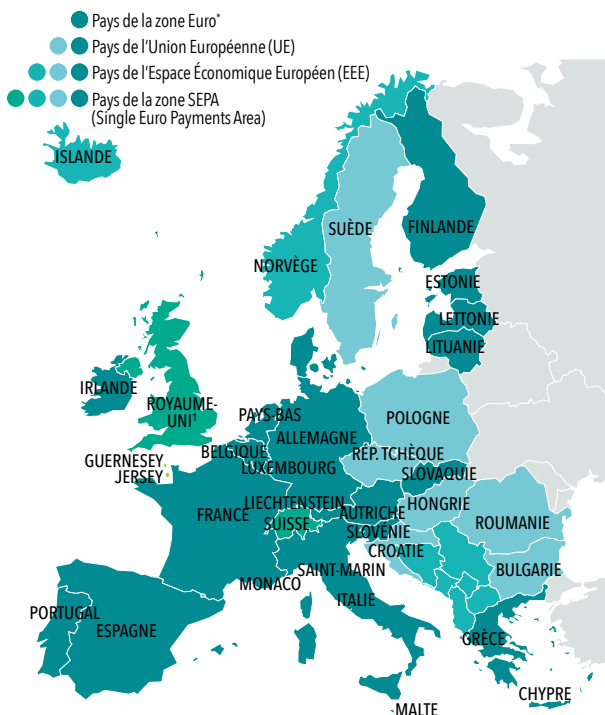 Pays de la zone Euro*
Pays de l'Union Européenne (UE)
Pays de l'Espace Économique Européen (EEE)
Pays de la zone SEPA
(Single Euro Payments Area)
ISLANDE
SUÈDE
FINLANDE
NORVÈGE
ESTONIE
LETTONIE
LITUANIE
IRLANDE
ROYAUME-
UNI¹
PAYS-BAS
POLOGNE
ALLEMAGNE
BELGIQUE
RÉP. TCHÈQUE
GUERNESEY
LUXEMBOURG
SLOVAQUIE
JERSEY
LIECHTENSTEIN
HONGRIE
FRANCE
AUTRICHE
SUISSE
ROUMANIE
SLOVÉNIE
CROATIE
SAINT-MARIN
BULGARIE
MONACO
ITALIE
PORTUGAL
ESPAGNE
GRÈCE
CHYPRE
MALTE